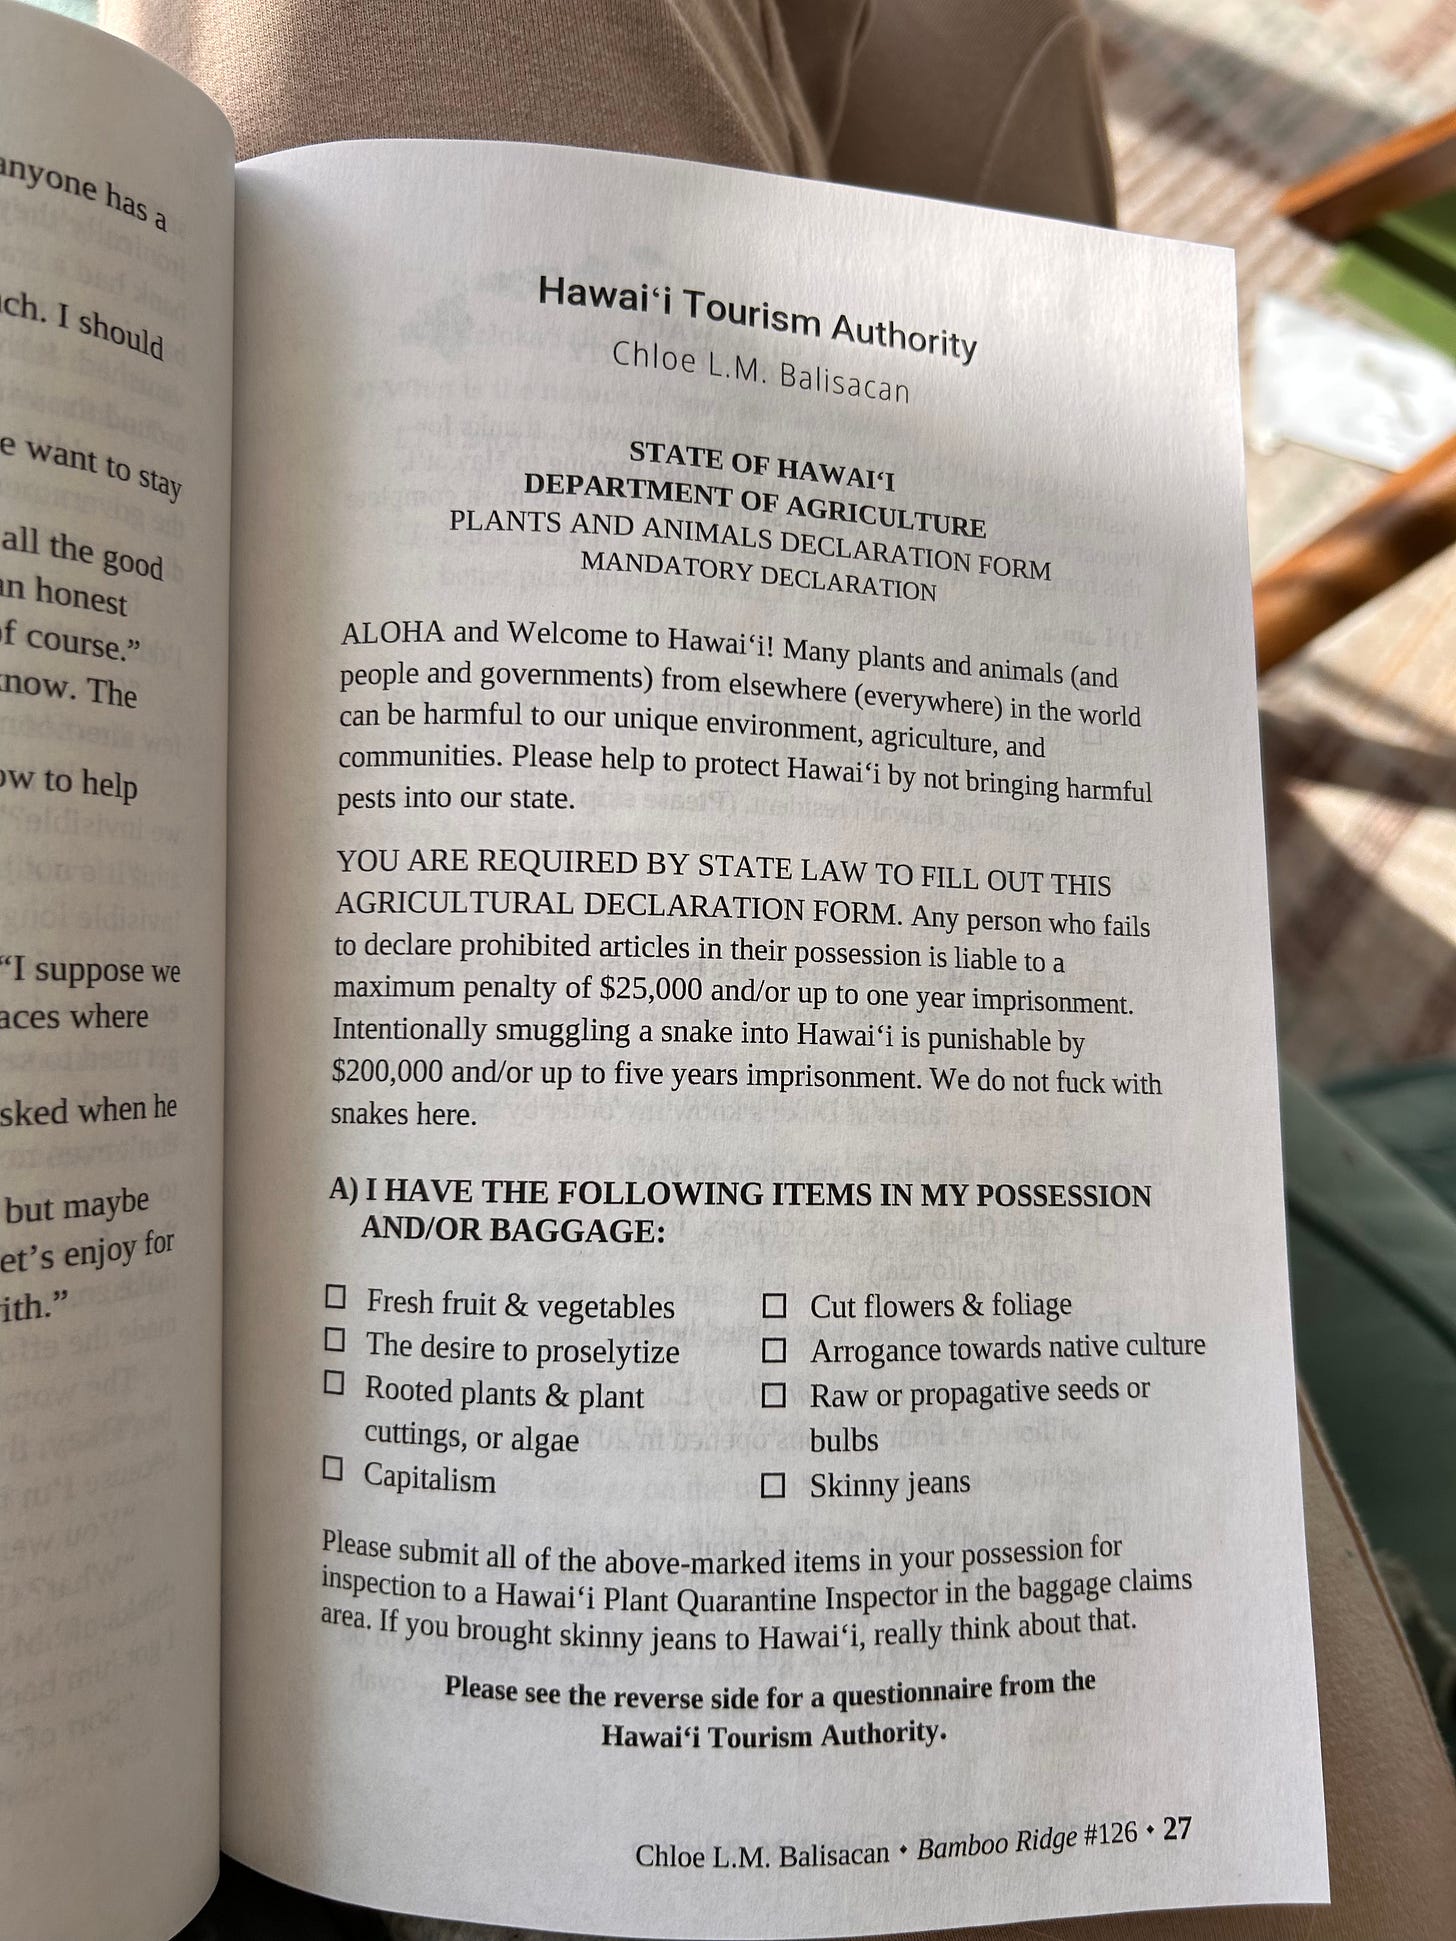 anyone has a
ch. I should
e want to stay
all the good
an honest
of course.”
know. The
ow to help
“I suppose we
aces where
sked when he
but maybe
et’s enjoy for
ith.”
Hawai‘i Tourism Authority
Chloe L.M. Balisacan
STATE OF HAWAI‘I
DEPARTMENT OF AGRICULTURE
PLANTS AND ANIMALS DECLARATION FORM
MANDATORY DECLARATION
ALOHA and Welcome to Hawai‘i! Many plants and animals (and
people and governments) from elsewhere (everywhere) in the world
can be harmful to our unique environment, agriculture, and
communities. Please help to protect Hawai‘i by not bringing harmful
pests into our state.
YOU ARE REQUIRED BY STATE LAW TO FILL OUT THIS
AGRICULTURAL DECLARATION FORM. Any person who fails
to declare prohibited articles in their possession is liable to a
maximum penalty of $25,000 and/or up to one year imprisonment.
Intentionally smuggling a snake into Hawai‘i is punishable by
$200,000 and/or up to five years imprisonment. We do not fuck with
snakes here.
A) I HAVE THE FOLLOWING ITEMS IN MY POSSESSION
AND/OR BAGGAGE:
☐ Fresh fruit & vegetables
☐ The desire to proselytize
☐ Rooted plants & plant
cuttings, or algae
☐ Capitalism
☐ Cut flowers & foliage
☐ Arrogance towards native culture
☐ Raw or propagative seeds or
bulbs
☐ Skinny jeans
Please submit all of the above-marked items in your possession for
inspection to a Hawai‘i Plant Quarantine Inspector in the baggage claims
area. If you brought skinny jeans to Hawai‘i, really think about that.
Please see the reverse side for a questionnaire from the
Hawai‘i Tourism Authority.
Chloe L.M. Balisacan • Bamboo Ridge #126 • 27